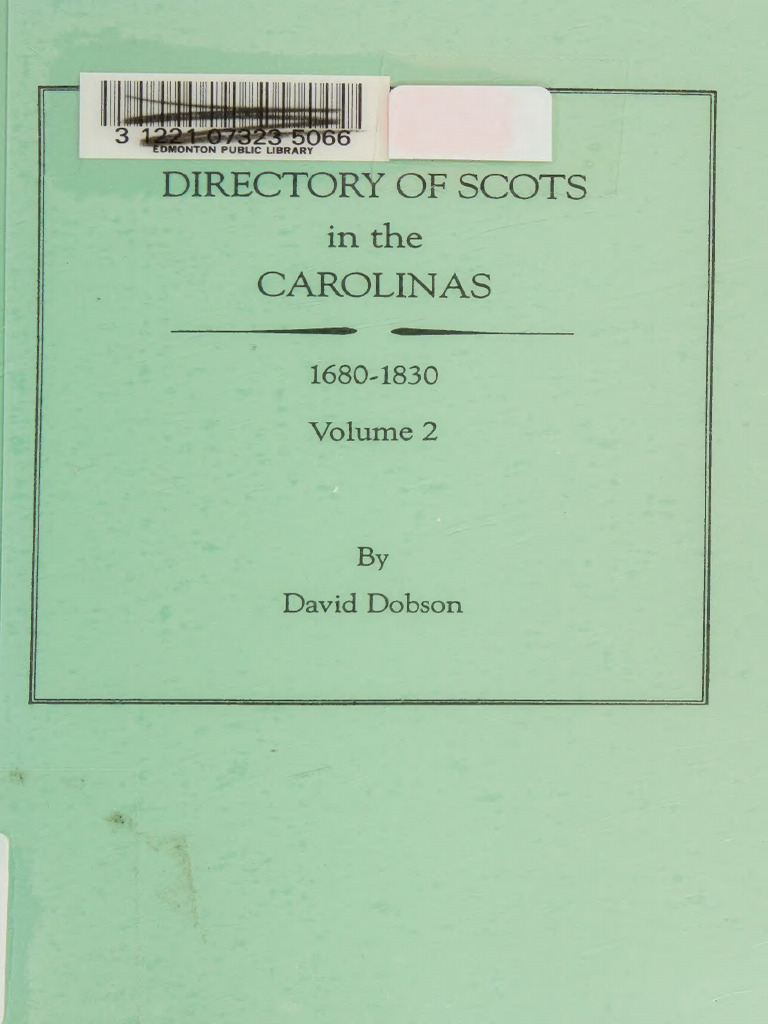 3 1221 07323 5066
EDMONTON PUBLIC LIBRARY
DIRECTORY OF SCOTS
in the
CAROLINAS
1680-1830
Volume 2
By
David Dobson